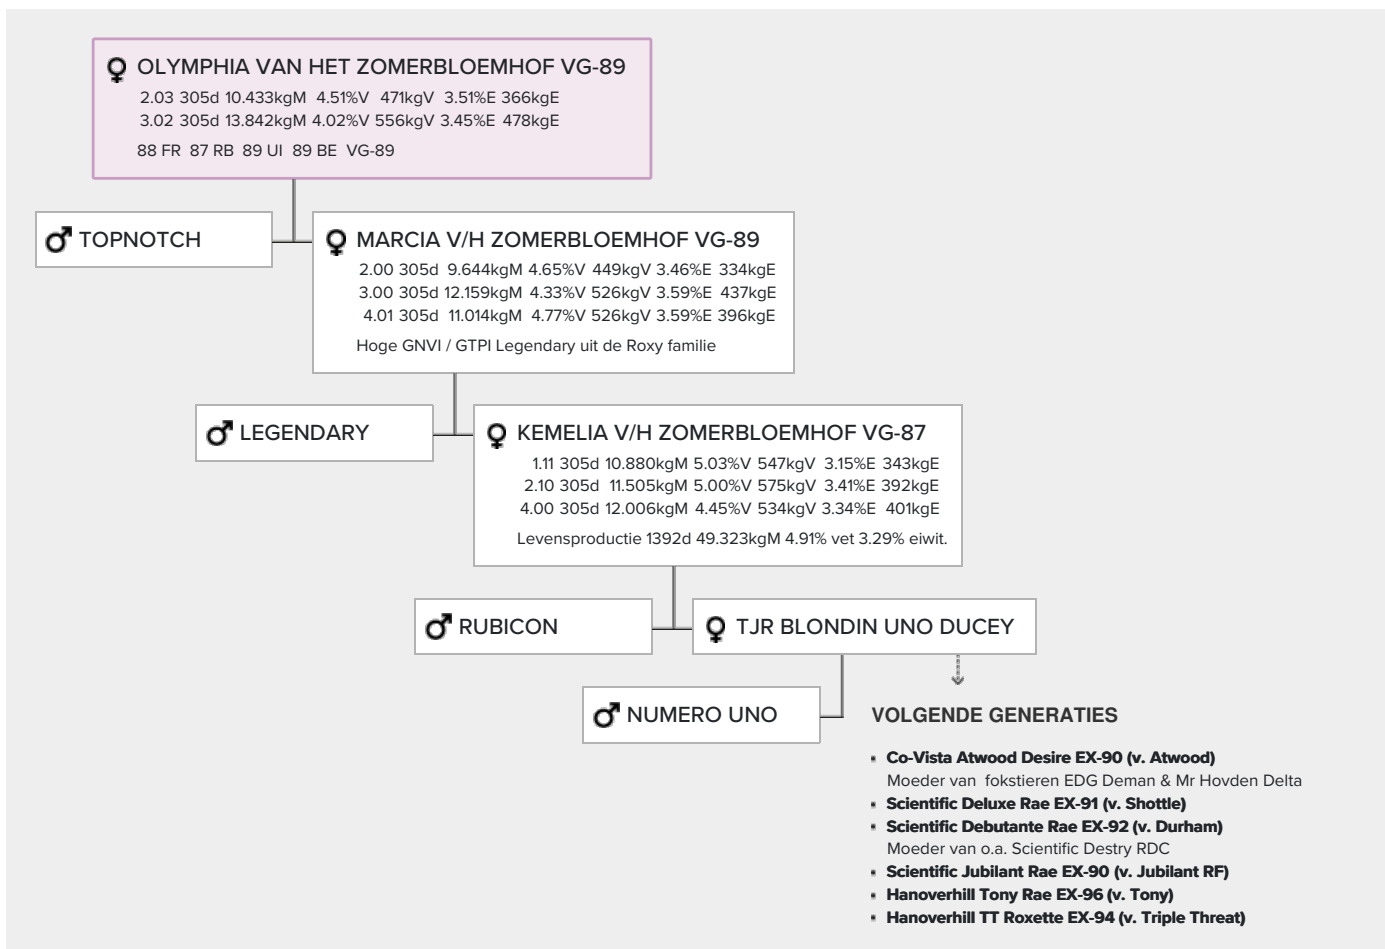 ♀ OLYMPHIA VAN HET ZOMERBLOEMHOF VG-89
2.03 305d 10.433kgM 4.51%V 471kgV 3.51%E 366kgE
3.02 305d 13.842kgM 4.02%V 556kgV 3.45%E 478kgE
88 FR 87 RB 89 UI 89 BE VG-89
♂ TOPNOTCH
♀ MARCIA V/H ZOMERBLOEMHOF VG-89
2.00 305d 9.644kgM 4.65%V 449kgV 3.46%E 334kgE
3.00 305d 12.159kgM 4.33%V 526kgV 3.59%E 437kgE
4.01 305d 11.014kgM 4.77%V 526kgV 3.59%E 396kgE
Hoge GNVI / GTPI Legendary uit de Roxy familie
♂ LEGENDARY
♀ KEMELIA V/H ZOMERBLOEMHOF VG-87
1.11 305d 10.880kgM 5.03%V 547kgV 3.15%E 343kgE
2.10 305d 11.505kgM 5.00%V 575kgV 3.41%E 392kgE
4.00 305d 12.006kgM 4.45%V 534kgV 3.34%E 401kgE
Levensproductie 1392d 49.323kgM 4.91% vet 3.29% eiwit.
♂ RUBICON
♀ TJR BLONDIN UNO DUCEY
♂ NUMERO UNO
VOLGENDE GENERATIES
▪ Co-Vista Atwood Desire EX-90 (v. Atwood)
Moeder van fokstieren EDG Deman & Mr Hovden Delta
▪ Scientific Deluxe Rae EX-91 (v. Shottle)
▪ Scientific Debutante Rae EX-92 (v. Durham)
Moeder van o.a. Scientific Destry RDC
▪ Scientific Jubilant Rae EX-90 (v. Jubilant RF)
▪ Hanoverhill Tony Rae EX-96 (v. Tony)
▪ Hanoverhill TT Roxette EX-94 (v. Triple Threat)